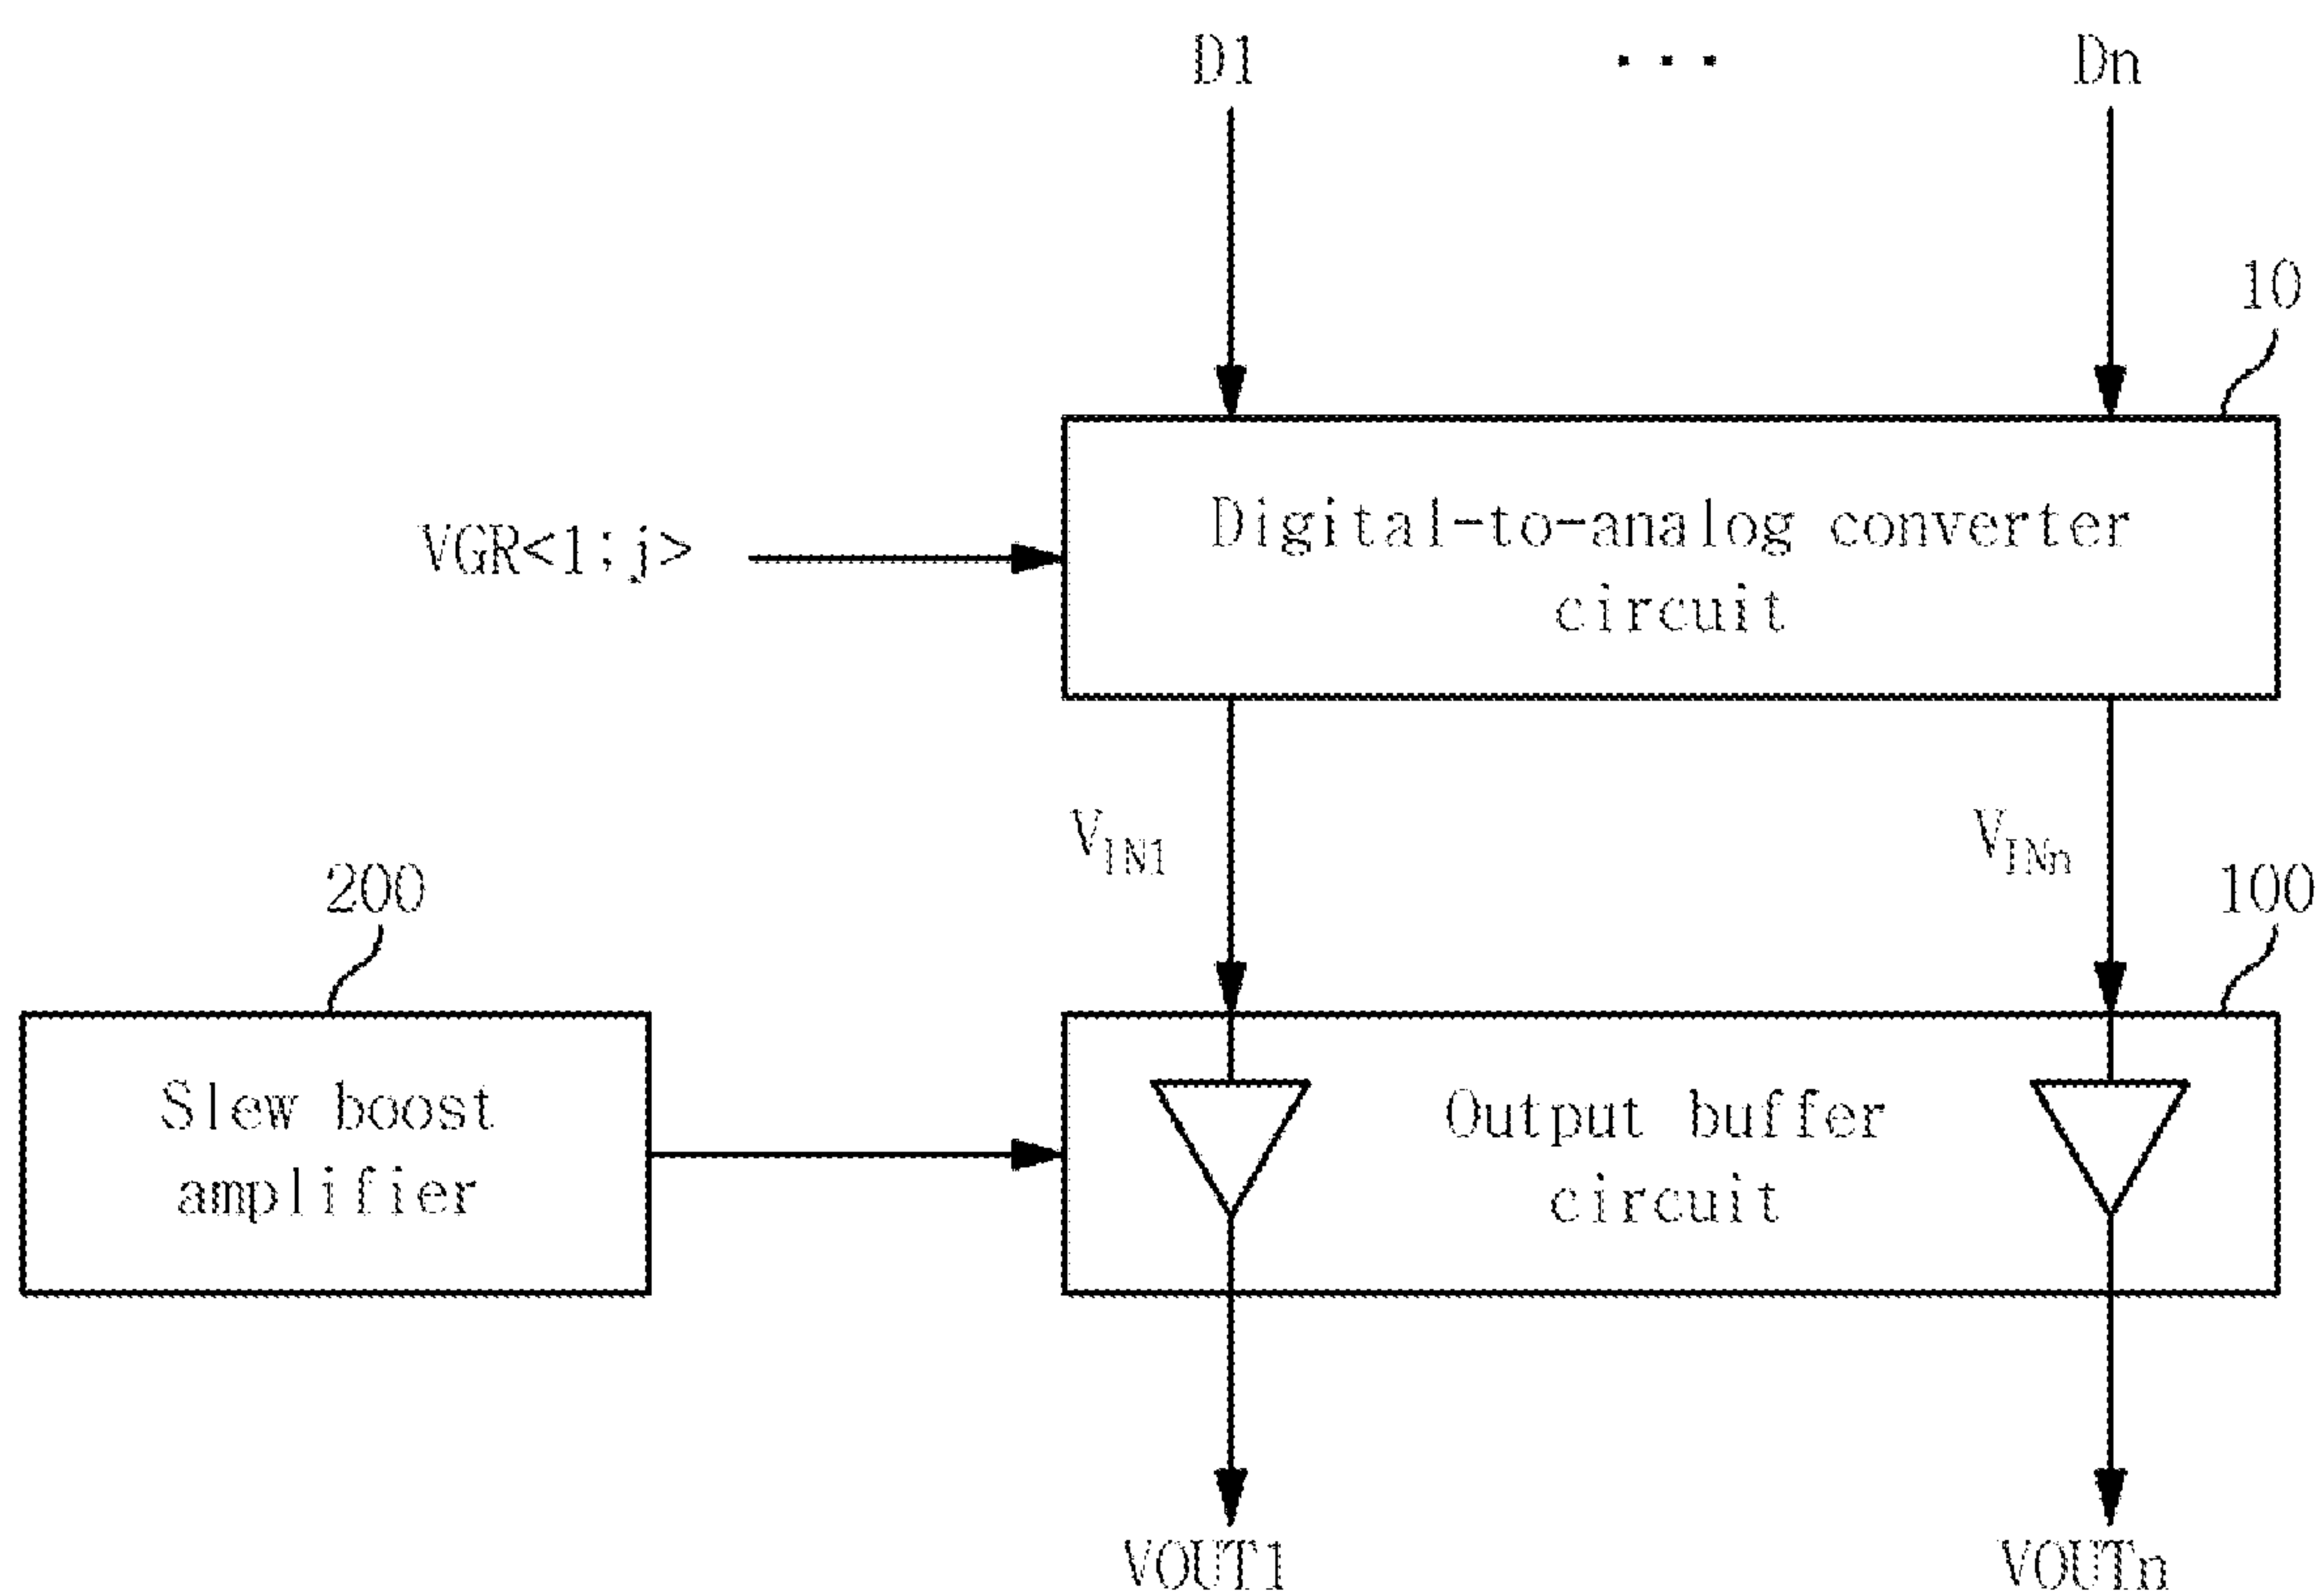 D1 ... Dn
10
VGR<1:j>
Digital-to-analog converter
circuit
VIN1
VINn
200
100
Slew boost
amplifier
Output buffer
circuit
VOUT1
VOUTn